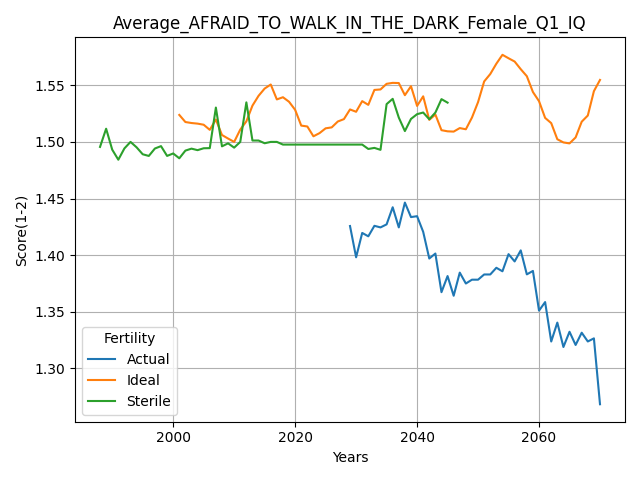 Average_AFRAID_TO_WALK_IN_THE_DARK_Female_Q1_IQ
Score(1-2)
1.55
1.50
1.45
1.40
1.35
1.30
Fertility
Actual
Ideal
Sterile
2000
2020
2040
2060
Years